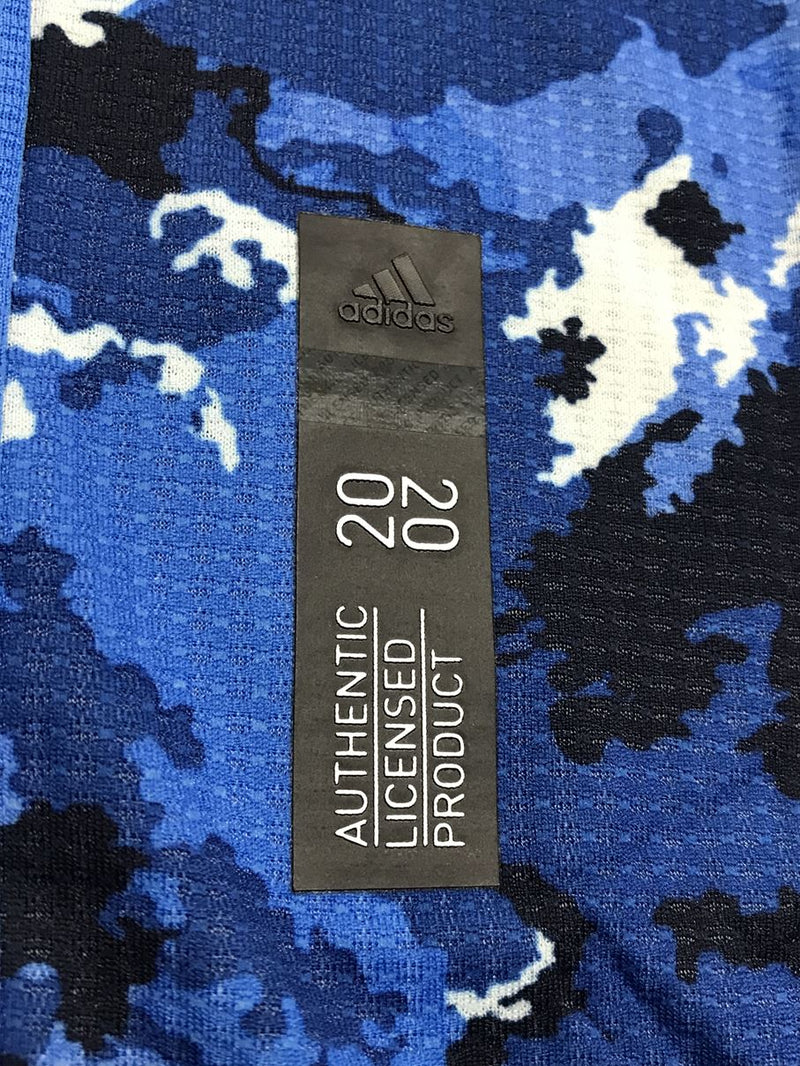 adidas
20
20
AUTHENTIC
LICENSED
PRODUCT